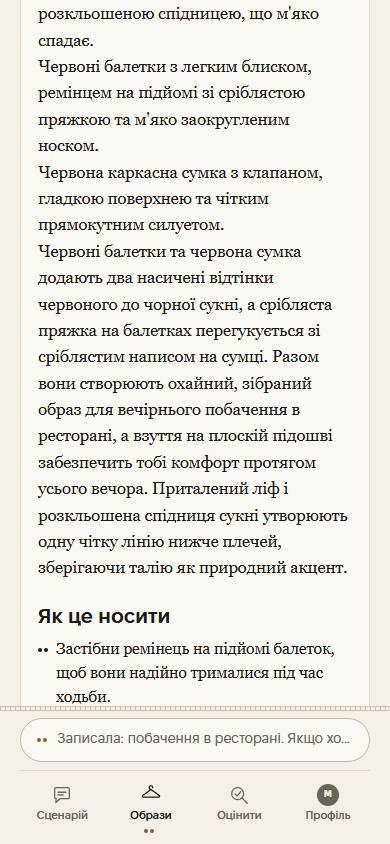 розкльошеною спідницею, що м'яко
спадає.
Червоні балетки з легким блиском,
ремінцем на підйомі зі сріблястою
пряжкою та м'яко заокругленим
носком.
Червона каркасна сумка з клапаном,
гладкою поверхнею та чітким
прямокутним силуетом.
Червоні балетки та червона сумка
додають два насичені відтінки
червоного до чорної сукні, а срібляста
пряжка на балетках перегукується зі
сріблястим написом на сумці. Разом
вони створюють охайний, зібраний
образ для вечірнього побачення в
ресторані, а взуття на плоскій підошві
забезпечить тобі комфорт протягом
усього вечора. Приталений ліф і
розкльошена спідниця сукні утворюють
одну чітку лінію нижче плечей,
зберігаючи талію як природний акцент.
Як це носити
•• Застібни ремінець на підйомі балеток,
щоб вони надійно трималися під час
ходьби.
•• Записала: побачення в ресторані. Якщо хо...
Сценарій Образи Оцінити М Профіль